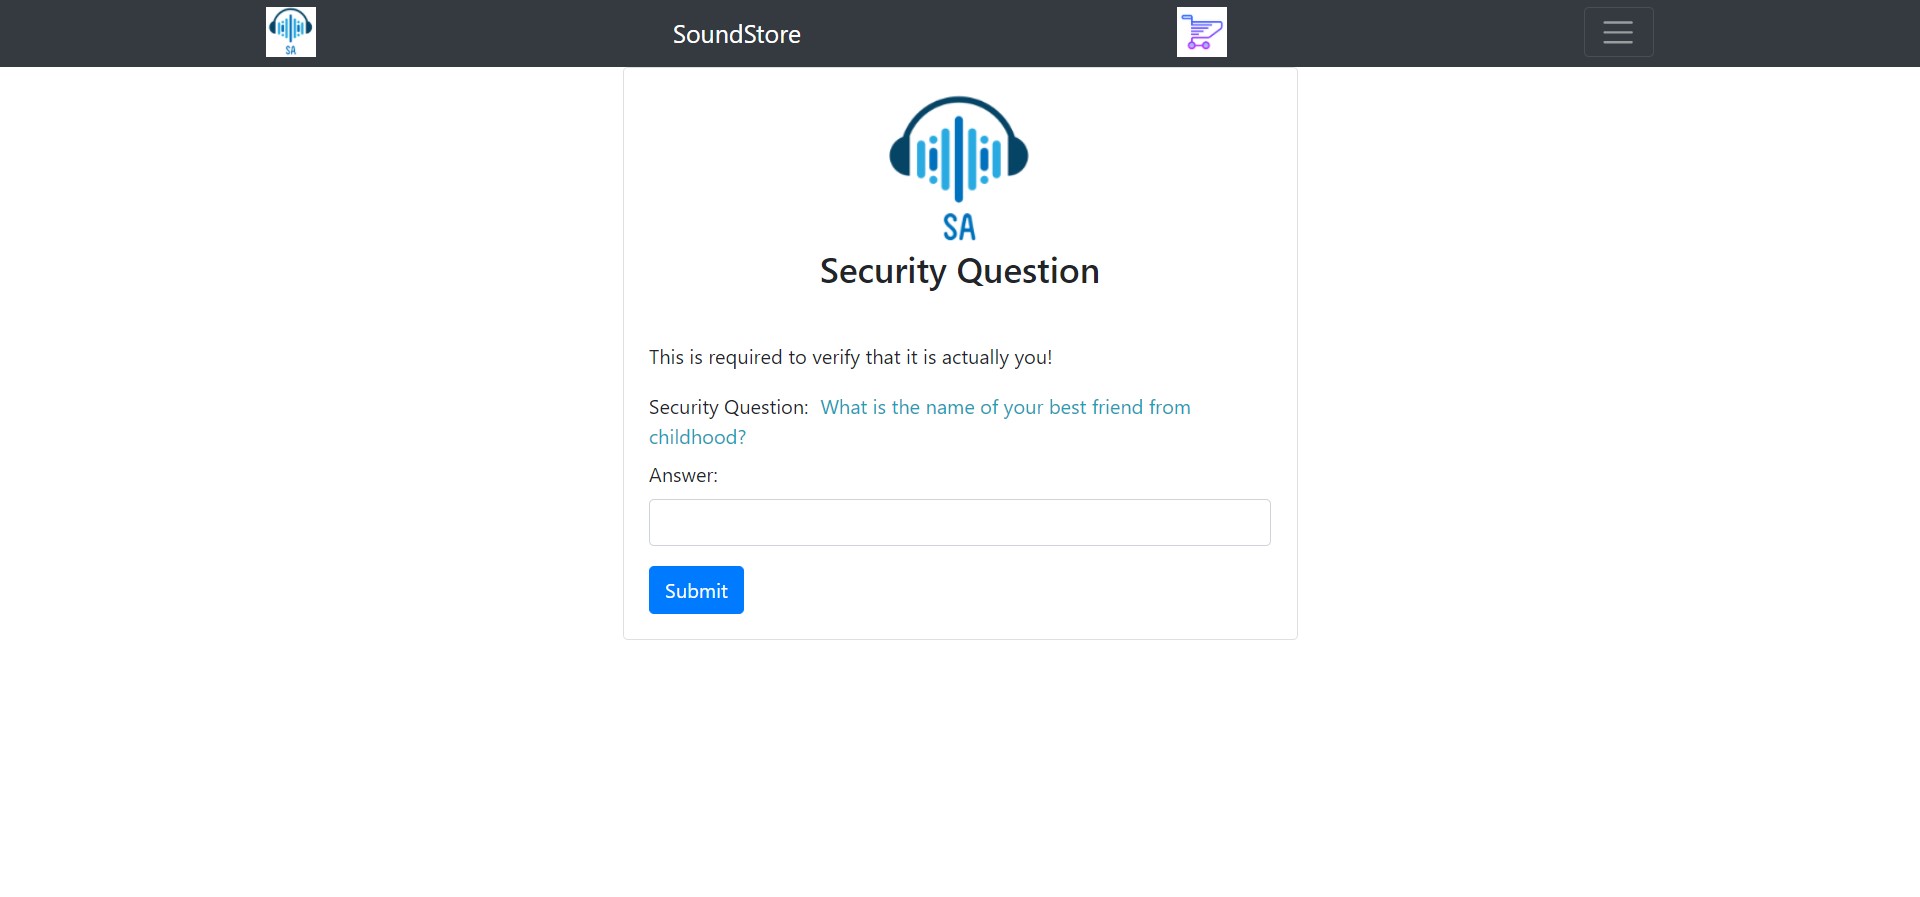 SA
SoundStore
SA
Security Question
This is required to verify that it is actually you!
Security Question: What is the name of your best friend from
childhood?
Answer:
Submit